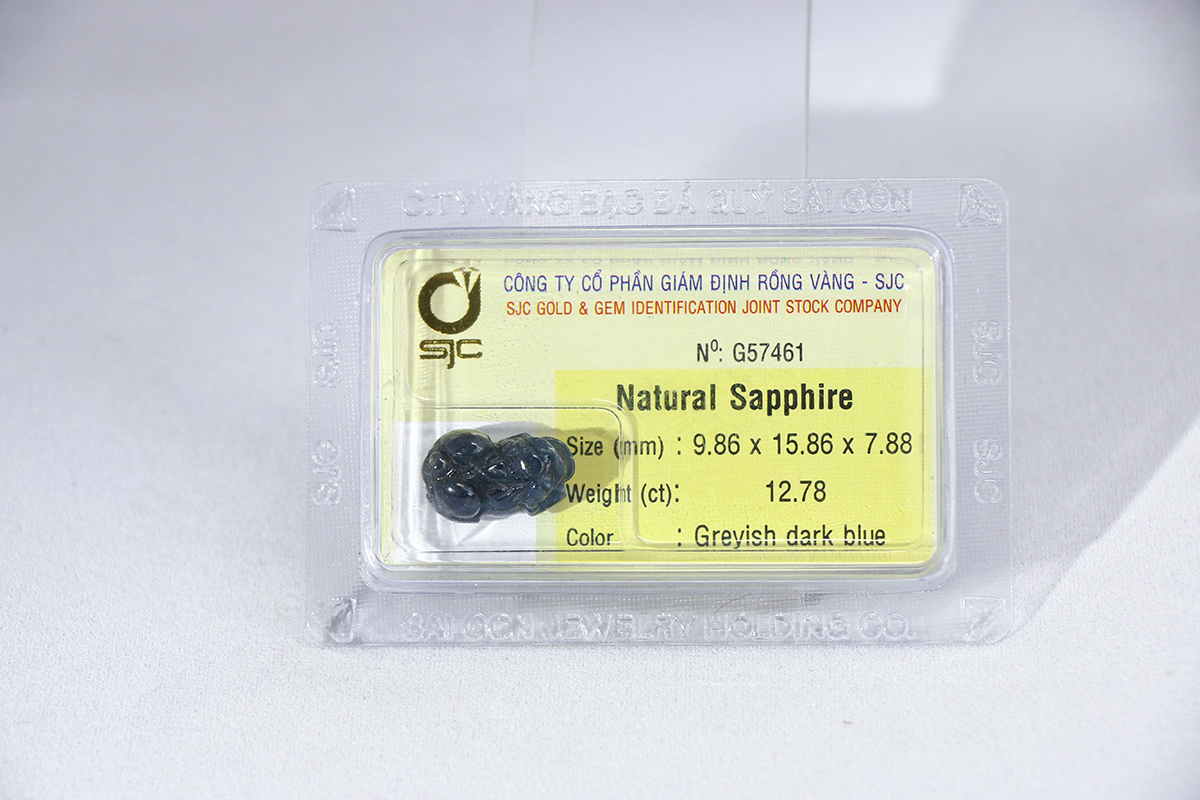 C.TY VÀNG BẠC ĐÁ QUÝ SÀI GÒN
SJC
CÔNG TY CỔ PHẦN GIÁM ĐỊNH RỒNG VÀNG - SJC
SJC GOLD & GEM IDENTIFICATION JOINT STOCK COMPANY
Nº: G57461
Natural Sapphire
Size (mm) : 9.86 x 15.86 x 7.88
Weight (ct): 12.78
Color : Greyish dark blue
SJC
SJC
SJC
SJC
SAI GON JEWELRY HOLDING CO.